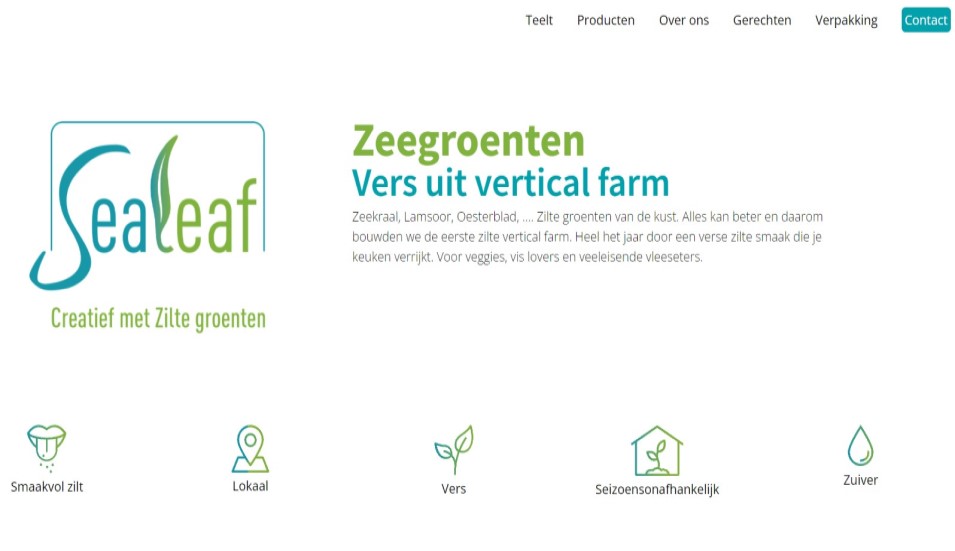 Teelt Producten Over ons Gerechten Verpakking Contact
SeaLeaf
Creatief met Zilte groenten
Zeegroenten
Vers uit vertical farm
Zeekraal, Lamsoor, Oesterblad, .... Zilte groenten van de kust. Alles kan beter en daarom
bouwden we de eerste zilte vertical farm. Heel het jaar door een verse zilte smaak die je
keuken verrijkt. Voor veggies, vis lovers en veeleisende vleeseters.
Smaakvol zilt
Lokaal
Vers
Seizoensonafhankelijk
Zuiver